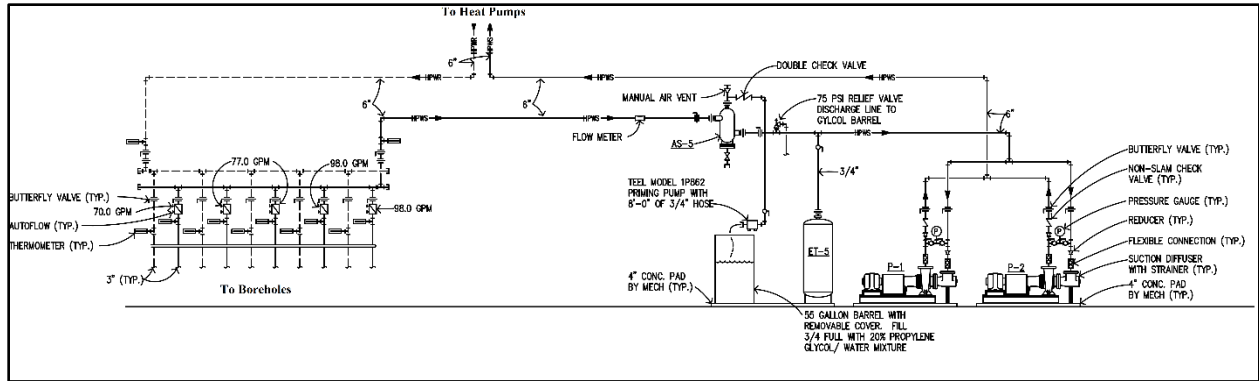 To Heat Pumps
HPWR
HPWS
6"
HPWR
HPWS
HPWS
6"
6"
6"
HPWS
HPWS
DOUBLE CHECK VALVE
MANUAL AIR VENT
75 PSI RELIEF VALVE
DISCHARGE LINE TO
GYLCOL BARREL
HPWS
FLOW METER
AS-5
3/4"
77.0 GPM
98.0 GPM
BUTTERFLY VALVE (TYP.)
70.0 GPM
AUTOFLOW (TYP.)
THERMOMETER (TYP.)
98.0 GPM
3" (TYP.)
To Boreholes
TEEL MODEL 1P862
PRIMING PUMP WITH
8'-0" OF 3/4" HOSE
4" CONC. PAD
BY MECH (TYP.)
ET-5
55 GALLON BARREL WITH
REMOVABLE COVER. FILL
3/4 FULL WITH 20% PROPYLENE
GLYCOL/ WATER MIXTURE
P
P
P-1
P-2
BUTTERFLY VALVE
(TYP.)
NON-SLAM CHECK
VALVE (TYP.)
PRESSURE GAUGE (TYP.)
REDUCER (TYP.)
FLEXIBLE CONNECTION (TYP.)
SUCTION DIFFUSER
WITH STRAINER (TYP.)
4" CONC. PAD
BY MECH (TYP.)